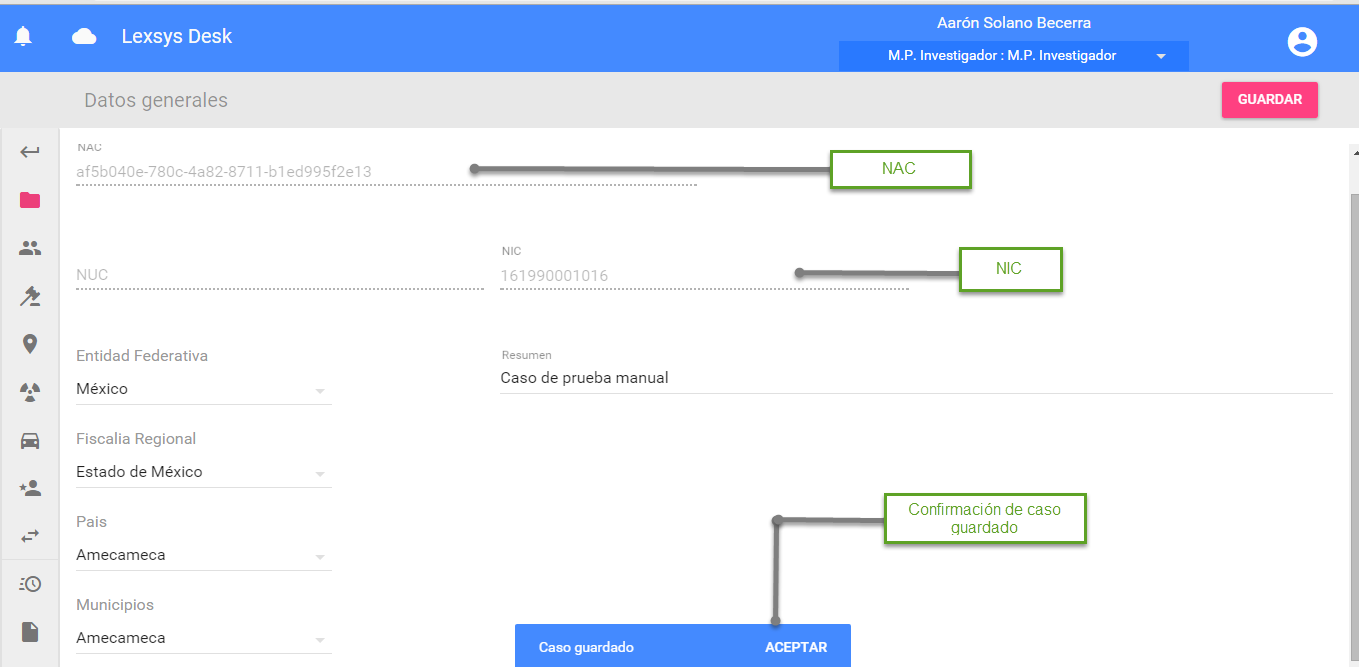 Lexsys Desk
Aarón Solano Becerra
M.P. Investigador : M.P. Investigador
Datos generales
GUARDAR
NAC
af5b040e-780c-4a82-8711-b1ed995f2e13
NAC
NUC
NIC
161990001016
NIC
Entidad Federativa
México
Resumen
Caso de prueba manual
Fiscalia Regional
Estado de México
Pais
Amecameca
Confirmación de caso
guardado
Municipios
Amecameca
Caso guardado
ACEPTAR